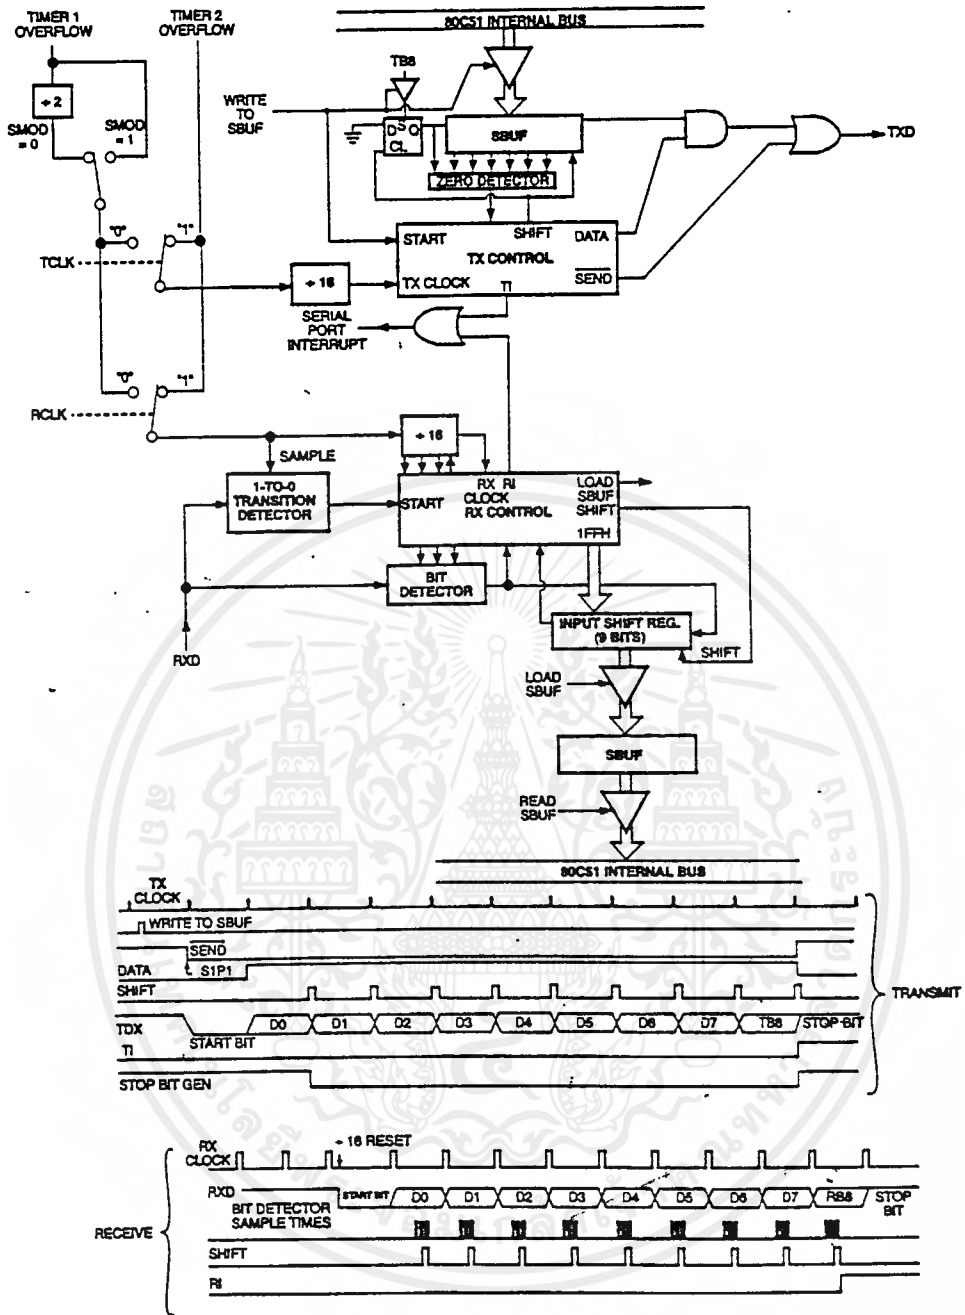 TIMER 1 OVERFLOW
TIMER 2 OVERFLOW
80C51 INTERNAL BUS
TB8
WRITE TO SBUF
÷ 2
SMOD = 0
SMOD = 1
D S Q
CL
SBUF
TXD
ZERO DETECTOR
"0"
"1"
TCLK
START
SHIFT
DATA
TX CONTROL
÷ 16
TX CLOCK
TI
SEND
SERIAL PORT INTERRUPT
"0"
"1"
RCLK
SAMPLE
÷ 16
1-TO-0 TRANSITION DETECTOR
START
RX CLOCK
RI
RX CONTROL
LOAD SBUF
SHIFT
1FFH
BIT DETECTOR
INPUT SHIFT REG. (9 BITS)
RXD
SHIFT
LOAD SBUF
SBUF
READ SBUF
80C51 INTERNAL BUS
TX CLOCK
WRITE TO SBUF
SEND
DATA
S1P1
SHIFT
TRANSMIT
TDX
START BIT
D0
D1
D2
D3
D4
D5
D6
D7
TB8
STOP-BIT
TI
STOP BIT GEN
RX CLOCK
÷ 16 RESET
RXD
START BIT
D0
D1
D2
D3
D4
D5
D6
D7
RB8
STOP BIT
BIT DETECTOR SAMPLE TIMES
RECEIVE
SHIFT
RI